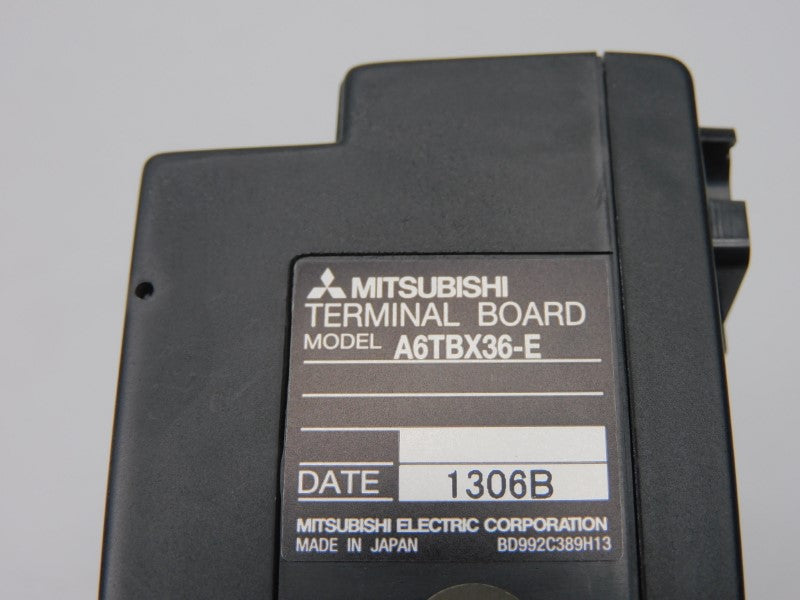 MITSUBISHI
TERMINAL BOARD
MODEL A6TBX36-E
DATE 1306B
MITSUBISHI ELECTRIC CORPORATION
MADE IN JAPAN BD992C389H13